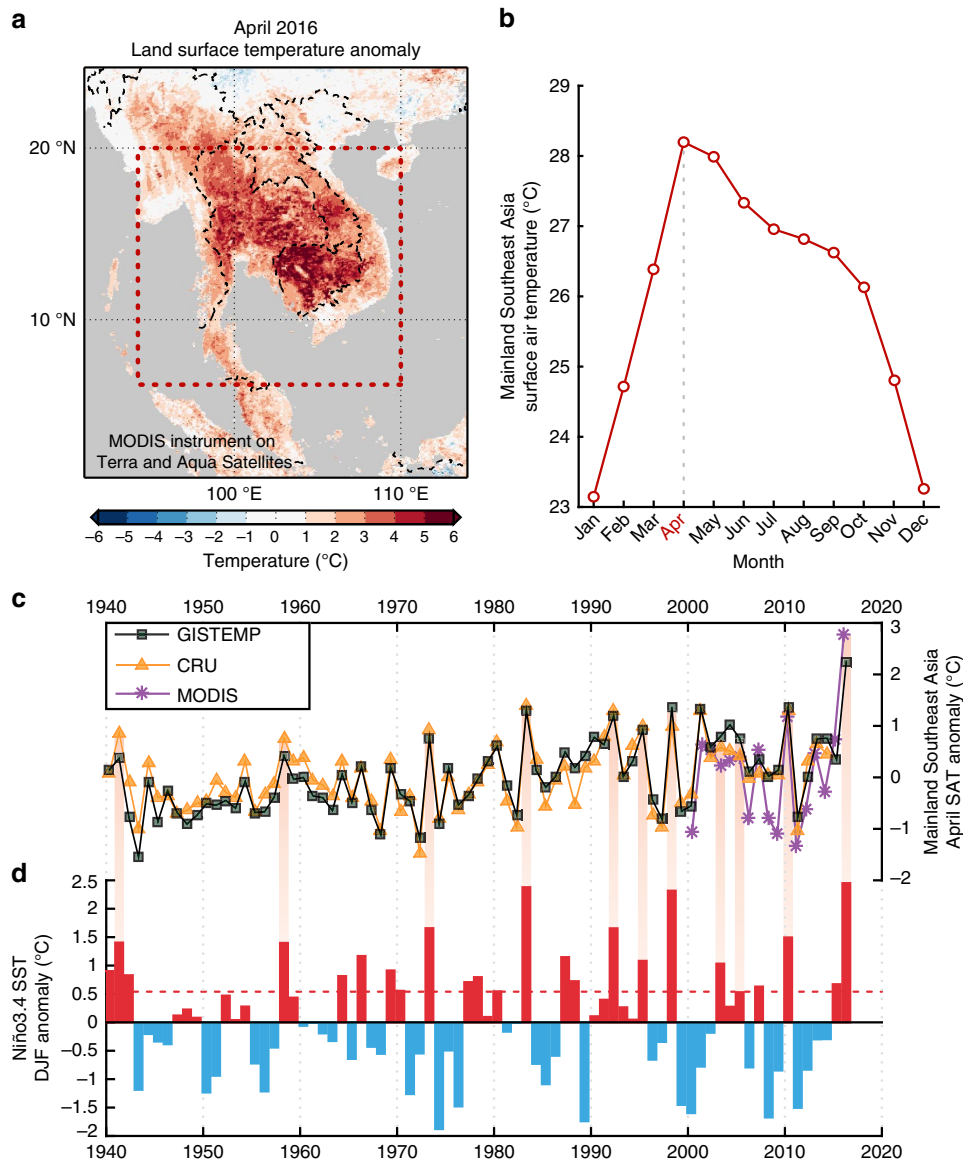 a
April 2016
Land surface temperature anomaly
20 °N
10 °N
MODIS instrument on
Terra and Aqua Satellites
100 °E
110 °E
−6 −5 −4 −3 −2 −1 0 1 2 3 4 5 6
Temperature (°C)
b
Mainland Southeast Asia
surface air temperature (°C)
29
28
27
26
25
24
23
Jan Feb Mar Apr May Jun Jul Aug Sep Oct Nov Dec
Month
c
1940 1950 1960 1970 1980 1990 2000 2010 2020
GISTEMP
CRU
MODIS
3
2
1
0
−1
−2
Mainland Southeast Asia
April SAT anomaly (°C)
d
2.5
2
1.5
1
0.5
0
−0.5
−1
−1.5
−2
Niño3.4 SST
DJF anomaly (°C)
1940 1950 1960 1970 1980 1990 2000 2010 2020